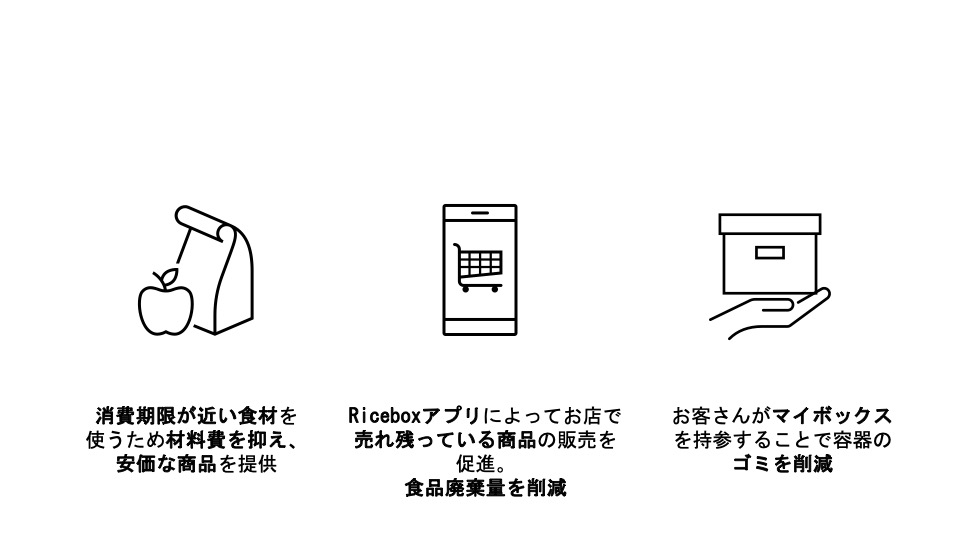 消費期限が近い食材を
使うため材料費を抑え、
安価な商品を提供
Riceboxアプリによってお店で
売れ残っている商品の販売を
促進。
食品廃棄量を削減
お客さんがマイボックス
を持参することで容器の
ゴミを削減